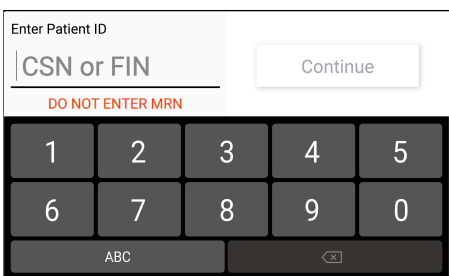 Enter Patient ID
CSN or FIN
Continue
DO NOT ENTER MRN
1 2 3 4 5
6 7 8 9 0
ABC